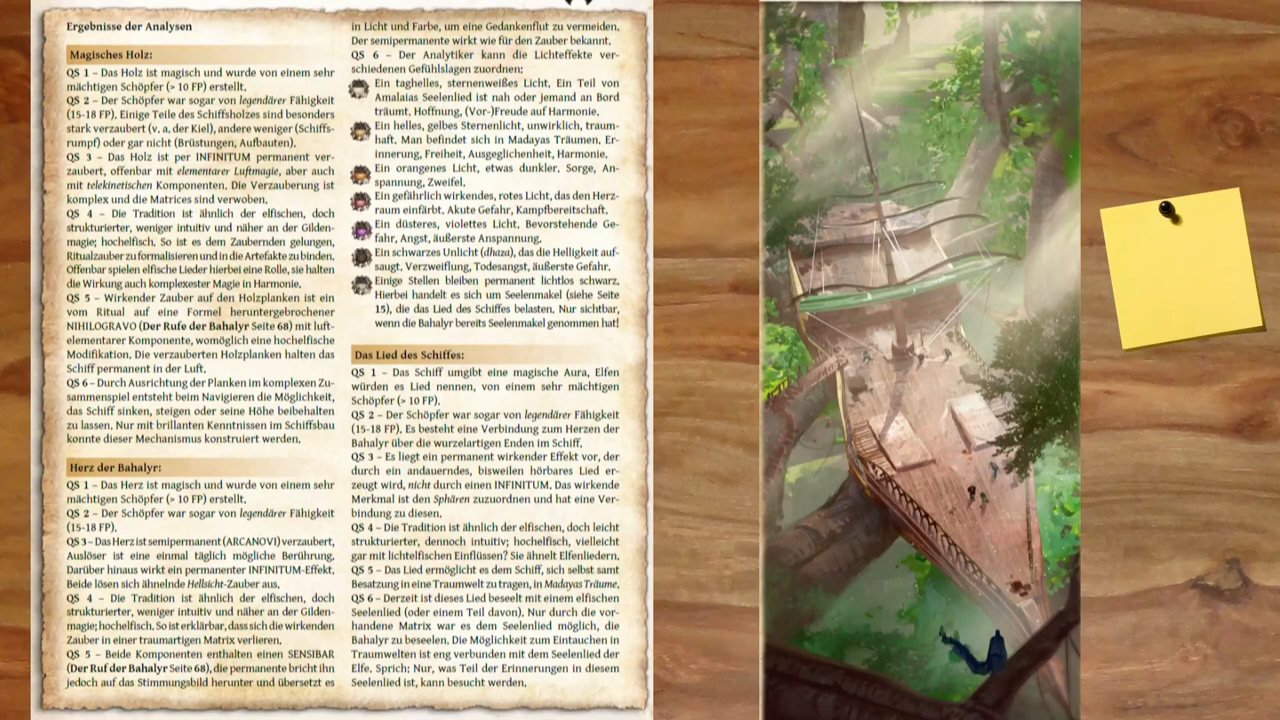 Ergebnisse der Analysen
Magisches Holz:
QS 1 – Das Holz ist magisch und wurde von einem sehr
mächtigen Schöpfer (> 10 FP) erstellt.
QS 2 – Der Schöpfer war sogar von legendärer Fähigkeit
(15-18 FP). Einige Teile des Schiffsholzes sind besonders
stark verzaubert (v. a. der Kiel), andere weniger (Schiffs-
rumpf) oder gar nicht (Brüstungen, Aufbauten).
QS 3 – Das Holz ist per INFINITUM permanent ver-
zaubert, offenbar mit elementarer Luftmagie, aber auch
mit telekinetischen Komponenten. Die Verzauberung ist
komplex und die Matrices sind verwoben.
QS 4 – Die Tradition ist ähnlich der elfischen, doch
strukturierter, weniger intuitiv und näher an der Gilden-
magie; hochelfisch. So ist es dem Zaubernden gelungen,
Ritualzauber zu formalisieren und in die Artefakte zu binden.
Offenbar spielen elfische Lieder hierbei eine Rolle, sie halten
die Wirkung auch komplexester Magie in Harmonie.
QS 5 – Wirkender Zauber auf den Holzplanken ist ein
vom Ritual auf eine Formel heruntergebrochener
NIHILOGRAVO (Der Rufe der Bahalyr Seite 68) mit luft-
elementarer Komponente, womöglich eine hochelfische
Modifikation. Die verzauberten Holzplanken halten das
Schiff permanent in der Luft.
QS 6 – Durch Ausrichtung der Planken im komplexen Zu-
sammenspiel entsteht beim Navigieren die Möglichkeit,
das Schiff sinken, steigen oder seine Höhe beibehalten
zu lassen. Nur mit brillanten Kenntnissen im Schiffsbau
konnte dieser Mechanismus konstruiert werden.
Herz der Bahalyr:
QS 1 – Das Herz ist magisch und wurde von einem sehr
mächtigen Schöpfer (> 10 FP) erstellt.
QS 2 – Der Schöpfer war sogar von legendärer Fähigkeit
(15-18 FP).
QS 3 – Das Herz ist semipermanent (ARCANOVI) verzaubert,
Auslöser ist eine einmal täglich mögliche Berührung.
Darüber hinaus wirkt ein permanenter INFINITUM-Effekt.
Beide lösen sich ähnelnde Hellsicht-Zauber aus.
QS 4 – Die Tradition ist ähnlich der elfischen, doch
strukturierter, weniger intuitiv und näher an der Gilden-
magie; hochelfisch. So ist erklärbar, dass sich die wirkenden
Zauber in einer traumartigen Matrix verlieren.
QS 5 – Beide Komponenten enthalten einen SENSIBAR
(Der Ruf der Bahalyr Seite 68), die permanente bricht ihn
jedoch auf das Stimmungsbild herunter und übersetzt es
in Licht und Farbe, um eine Gedankenflut zu vermeiden.
Der semipermanente wirkt wie für den Zauber bekannt.
QS 6 – Der Analytiker kann die Lichteffekte ver-
schiedenen Gefühlslagen zuordnen:
Ein taghelles, sternenweißes Licht. Ein Teil von
Amalaias Seelenlied ist nah oder jemand an Bord
träumt. Hoffnung, (Vor-)Freude auf Harmonie.
Ein helles, gelbes Sternenlicht, unwirklich, traum-
haft. Man befindet sich in Madayas Träumen. Er-
innerung, Freiheit, Ausgeglichenheit, Harmonie.
Ein orangenes Licht, etwas dunkler. Sorge, An-
spannung, Zweifel.
Ein gefährlich wirkendes, rotes Licht, das den Herz-
raum einfärbt. Akute Gefahr, Kampfbereitschaft.
Ein düsteres, violettes Licht. Bevorstehende Ge-
fahr, Angst, äußerste Anspannung.
Ein schwarzes Unlicht (dhaza), das die Helligkeit auf-
saugt. Verzweiflung, Todesangst, äußerste Gefahr.
Einige Stellen bleiben permanent lichtlos schwarz.
Hierbei handelt es sich um Seelenmakel (siehe Seite
15), die das Lied des Schiffes belasten. Nur sichtbar,
wenn die Bahalyr bereits Seelenmakel genommen hat!
Das Lied des Schiffes:
QS 1 – Das Schiff umgibt eine magische Aura, Elfen
würden es Lied nennen, von einem sehr mächtigen
Schöpfer (> 10 FP).
QS 2 – Der Schöpfer war sogar von legendärer Fähigkeit
(15-18 FP). Es besteht eine Verbindung zum Herzen der
Bahalyr über die wurzelartigen Enden im Schiff.
QS 3 – Es liegt ein permanent wirkender Effekt vor, der
durch ein andauerndes, bisweilen hörbares Lied er-
zeugt wird, nicht durch einen INFINITUM. Das wirkende
Merkmal ist den Sphären zuzuordnen und hat eine Ver-
bindung zu diesen.
QS 4 – Die Tradition ist ähnlich der elfischen, doch leicht
strukturierter, dennoch intuitiv; hochelfisch, vielleicht
gar mit lichtelfischen Einflüssen? Sie ähnelt Elfenliedern.
QS 5 – Das Lied ermöglicht es dem Schiff, sich selbst samt
Besatzung in eine Traumwelt zu tragen, in Madayas Träume.
QS 6 – Derzeit ist dieses Lied beseelt mit einem elfischen
Seelenlied (oder einem Teil davon). Nur durch die vor-
handene Matrix war es dem Seelenlied möglich, die
Bahalyr zu beseelen. Die Möglichkeit zum Eintauchen in
Traumwelten ist eng verbunden mit dem Seelenlied der
Elfe. Sprich: Nur, was Teil der Erinnerungen in diesem
Seelenlied ist, kann besucht werden.